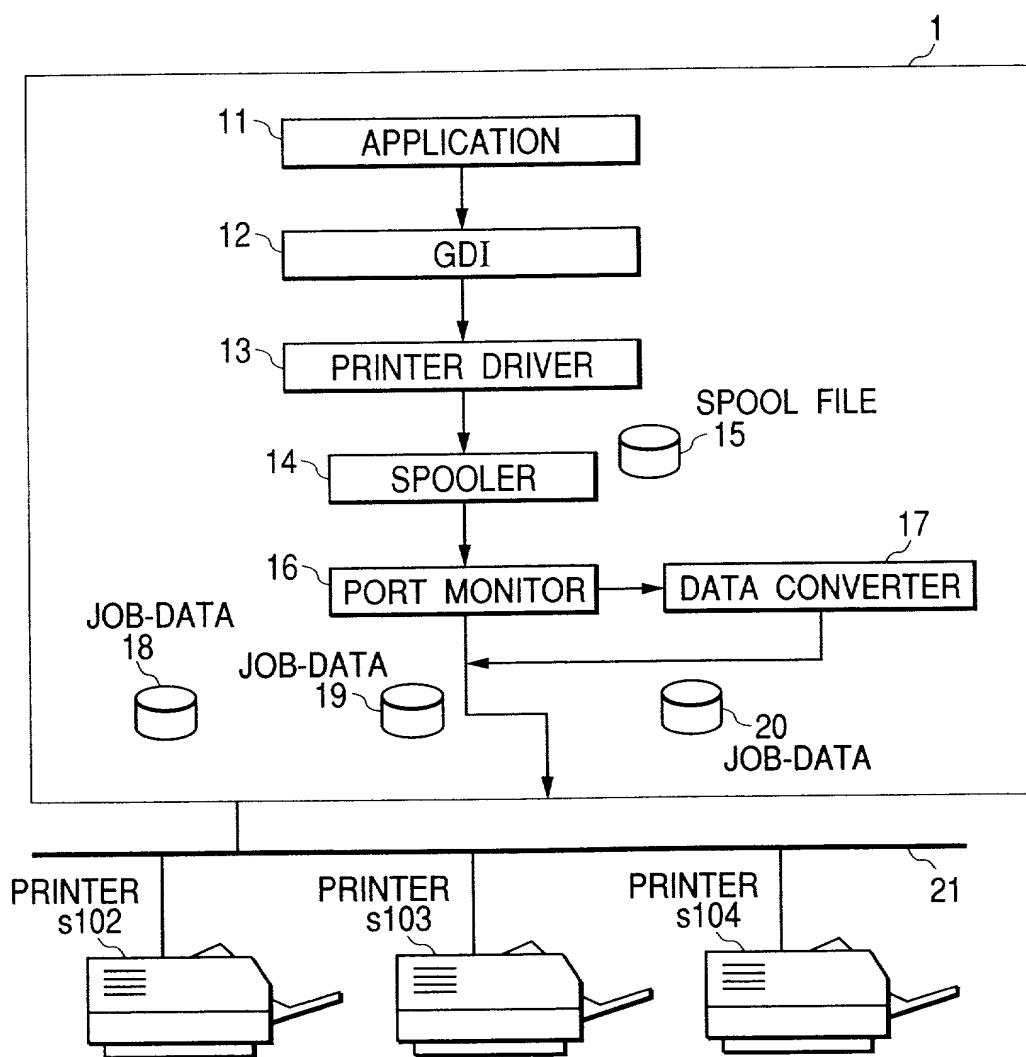 1
11
APPLICATION
12
GDI
13
PRINTER DRIVER
SPOOL FILE
15
14
SPOOLER
17
16
PORT MONITOR
DATA CONVERTER
JOB-DATA
18
JOB-DATA
19
20
JOB-DATA
21
PRINTER
s102
PRINTER
s103
PRINTER
s104